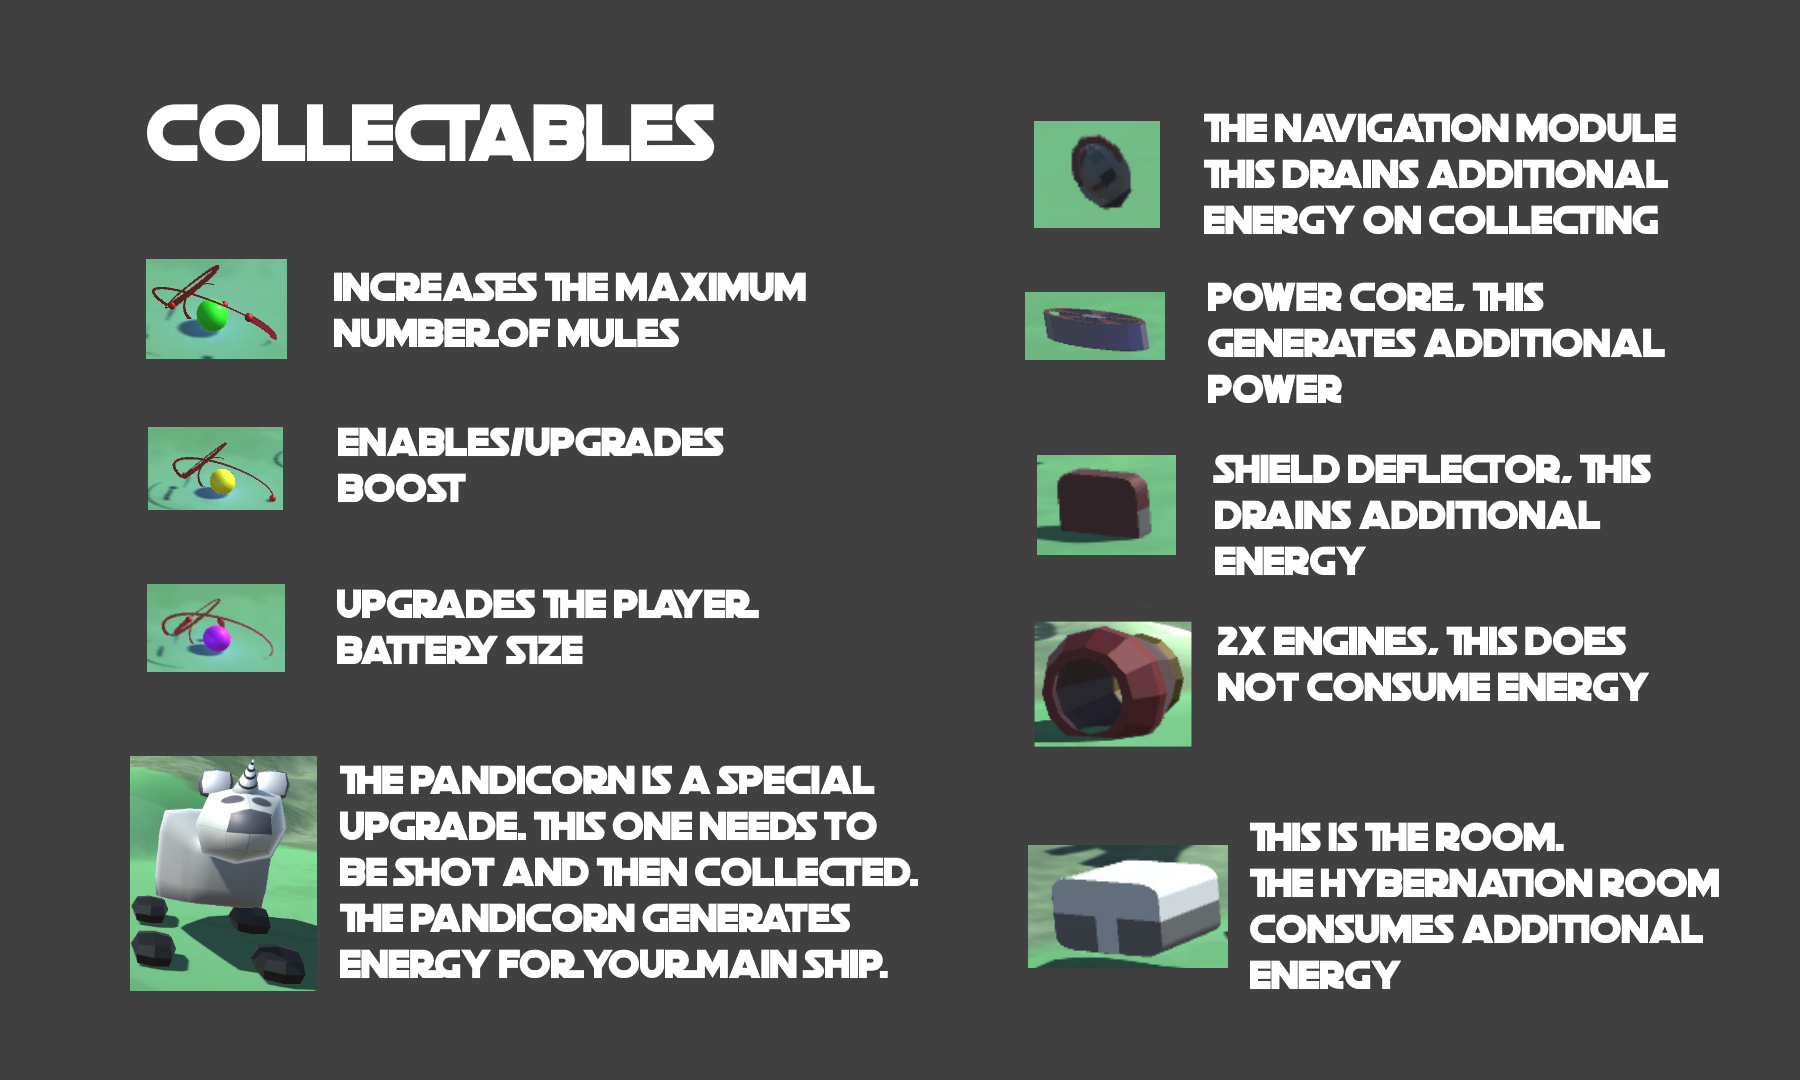 COLLECTABLES
INCREASES THE MAXIMUM
NUMBER OF MULES
ENABLES/UPGRADES
BOOST
UPGRADES THE PLAYER
BATTERY SIZE
THE PANDICORN IS A SPECIAL
UPGRADE. THIS ONE NEEDS TO
BE SHOT AND THEN COLLECTED.
THE PANDICORN GENERATES
ENERGY FOR YOUR MAIN SHIP.
THE NAVIGATION MODULE
THIS DRAINS ADDITIONAL
ENERGY ON COLLECTING
POWER CORE, THIS
GENERATES ADDITIONAL
POWER
SHIELD DEFLECTOR, THIS
DRAINS ADDITIONAL
ENERGY
2X ENGINES, THIS DOES
NOT CONSUME ENERGY
THIS IS THE ROOM.
THE HYBERNATION ROOM
CONSUMES ADDITIONAL
ENERGY